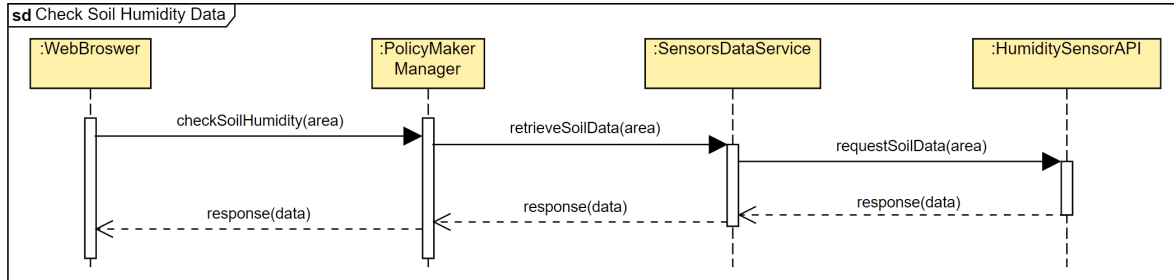 sd Check Soil Humidity Data
:WebBroswer
:PolicyMaker
Manager
:SensorsDataService
:HumiditySensorAPI
checkSoilHumidity(area)
retrieveSoilData(area)
requestSoilData(area)
response(data)
response(data)
response(data)